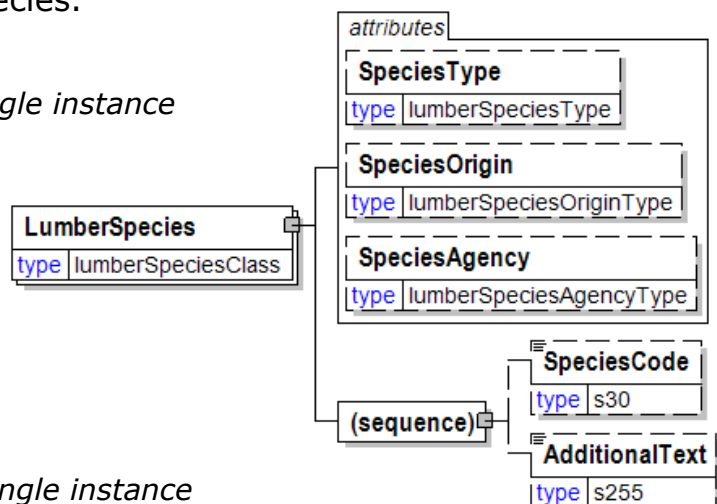 ecies:
attributes
SpeciesType
type lumberSpeciesType
ngle instance
SpeciesOrigin
type lumberSpeciesOriginType
LumberSpecies
type lumberSpeciesClass
SpeciesAgency
type lumberSpeciesAgencyType
SpeciesCode
type s30
(sequence)
AdditionalText
type s255
ngle instance